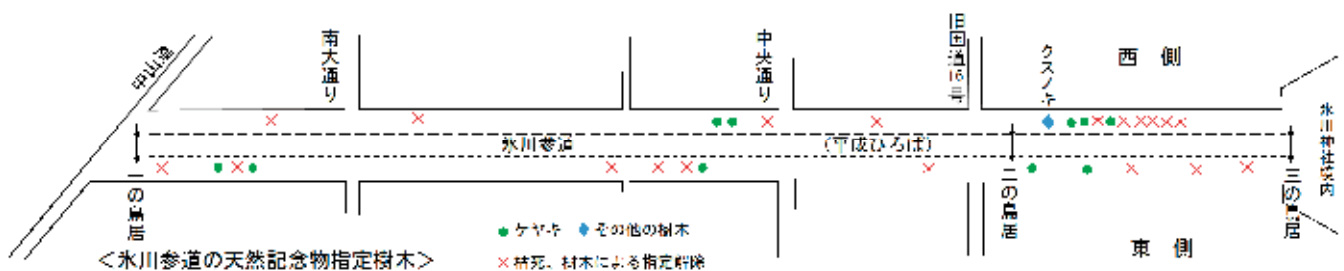 中山道
南大通り
中央通り
旧国道16号
クスノキ
西側
氷川参道
(平成ひろば)
氷川神社境内
一の鳥居
二の鳥居
三の鳥居
ケヤキ
その他の樹木
枯死、樹木による指定解除
東側
<氷川参道の天然記念物指定樹木>